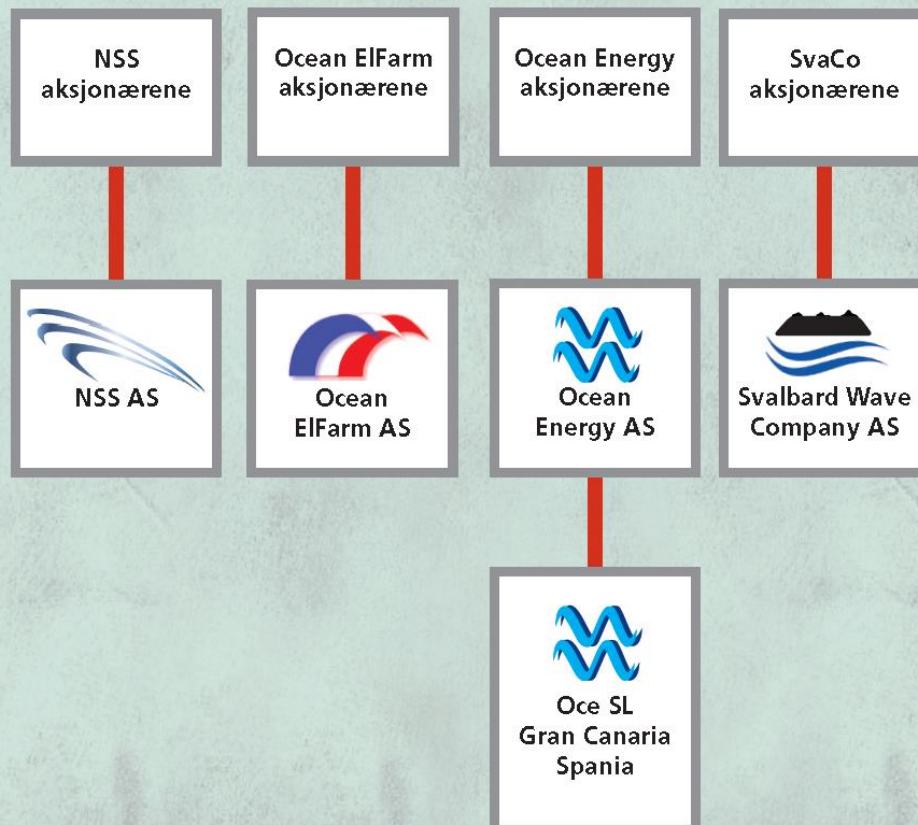 NSS
aksjonærene
Ocean ElFarm
aksjonærene
Ocean Energy
aksjonærene
SvaCo
aksjonærene
NSS AS
Ocean
ElFarm AS
Ocean
Energy AS
Svalbard Wave
Company AS
Oce SL
Gran Canaria
Spania